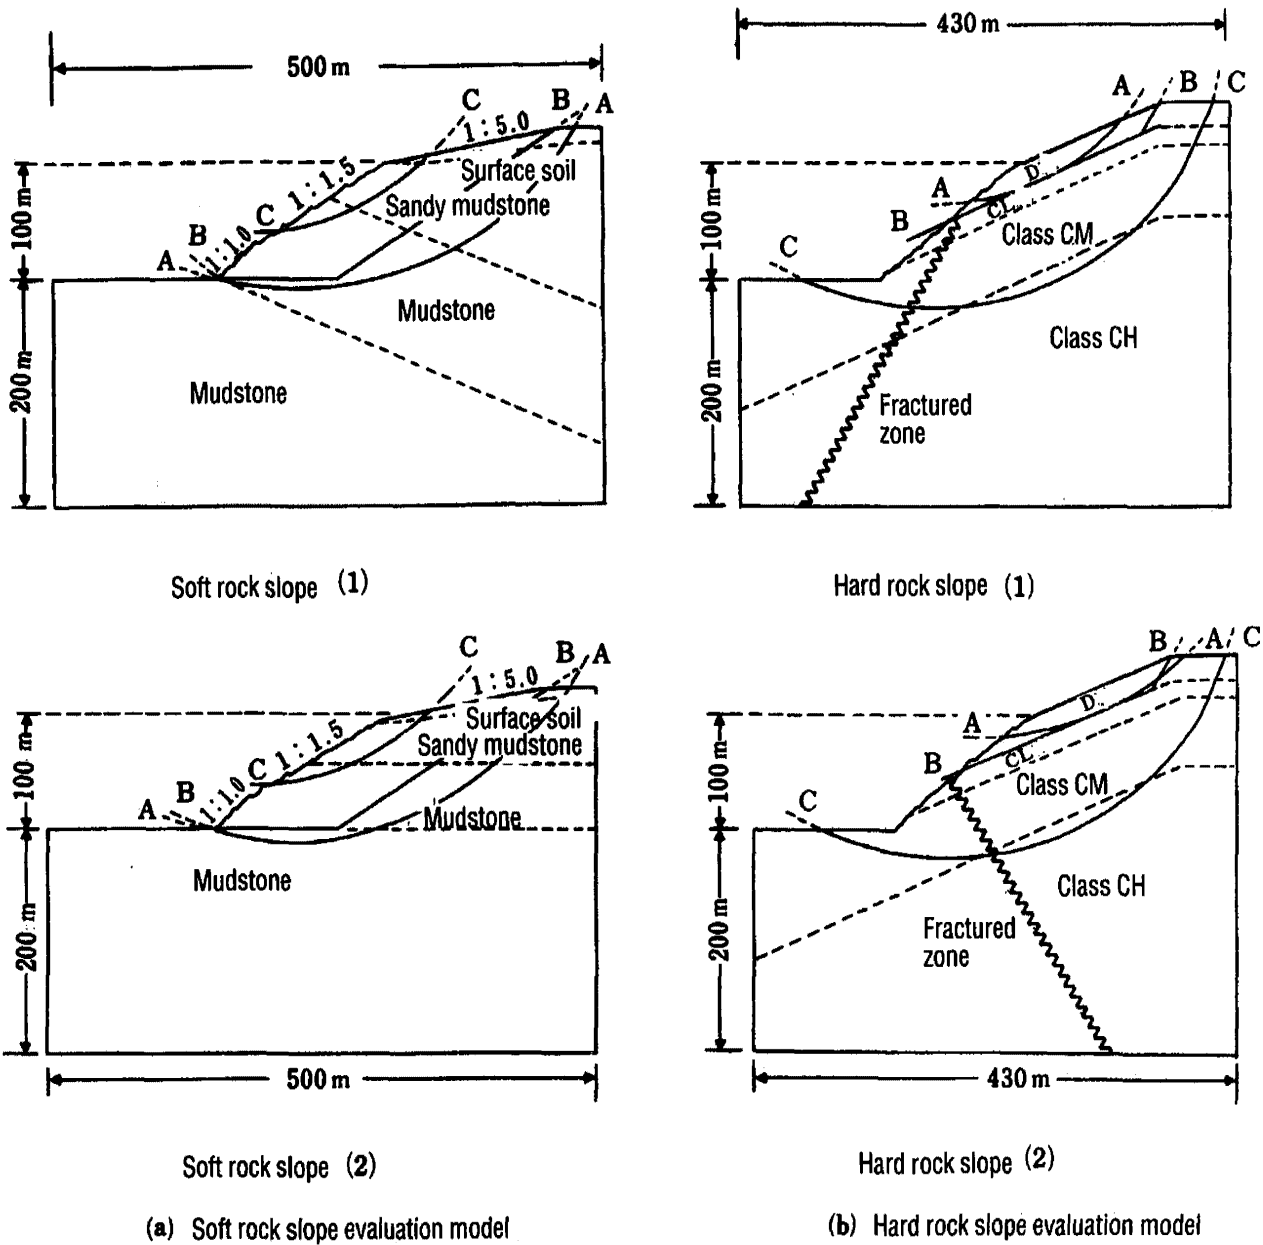 500 m
C
B
A
1 : 5.0
1 : 1.5
Surface soil
Sandy mudstone
C
B
1:1.0
A
100 m
Mudstone
200 m
Mudstone
Soft rock slope (1)
430 m
A
B
C
D
A
CL
B
Class CM
C
100 m
Class CH
200 m
Fractured
zone
Hard rock slope (1)
C
B
A
1 : 5.0
1 : 1.5
Surface soil
Sandy mudstone
C
B
1:1.0
A
100 m
Mudstone
Mudstone
200 m
500 m
Soft rock slope (2)
(a) Soft rock slope evaluation model
B
A
C
D
A
CL
B
Class CM
C
100 m
Class CH
200 m
Fractured
zone
430 m
Hard rock slope (2)
(b) Hard rock slope evaluation model